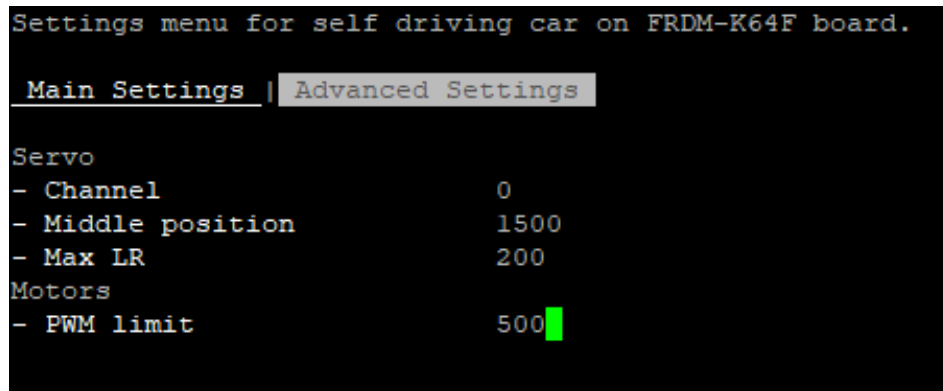 Settings menu for self driving car on FRDM-K64F board.
Main Settings | Advanced Settings
Servo
- Channel 0
- Middle position 1500
- Max LR 200
Motors
- PWM limit 500